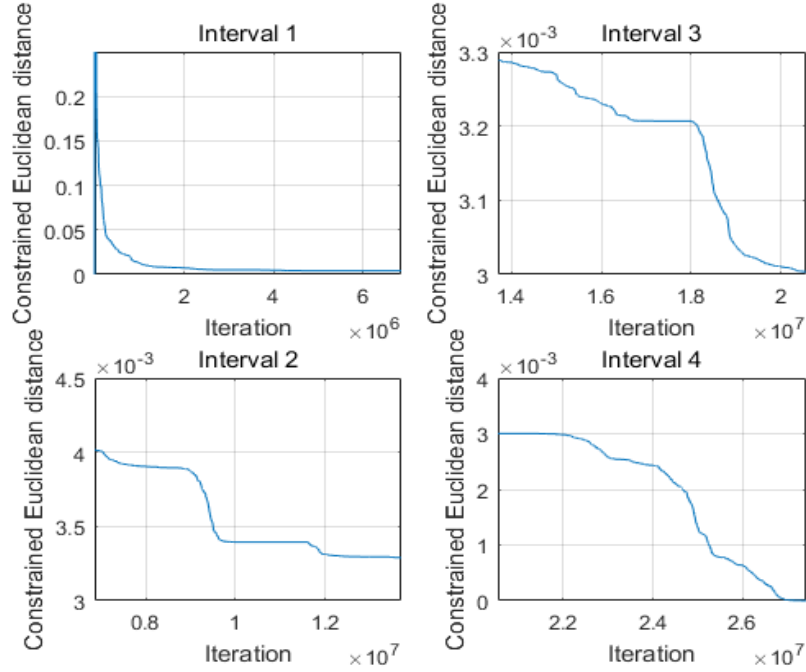 Interval 1
Constrained Euclidean distance
0.2
0.15
0.1
0.05
0
2 4 6
Iteration
×10^6
Interval 3
×10^-3
Constrained Euclidean distance
3.3
3.2
3.1
3
1.4 1.6 1.8 2
Iteration
×10^7
Interval 2
×10^-3
Constrained Euclidean distance
4.5
4
3.5
3
0.8 1 1.2
Iteration
×10^7
Interval 4
×10^-3
Constrained Euclidean distance
4
3
2
1
0
2.2 2.4 2.6
Iteration
×10^7